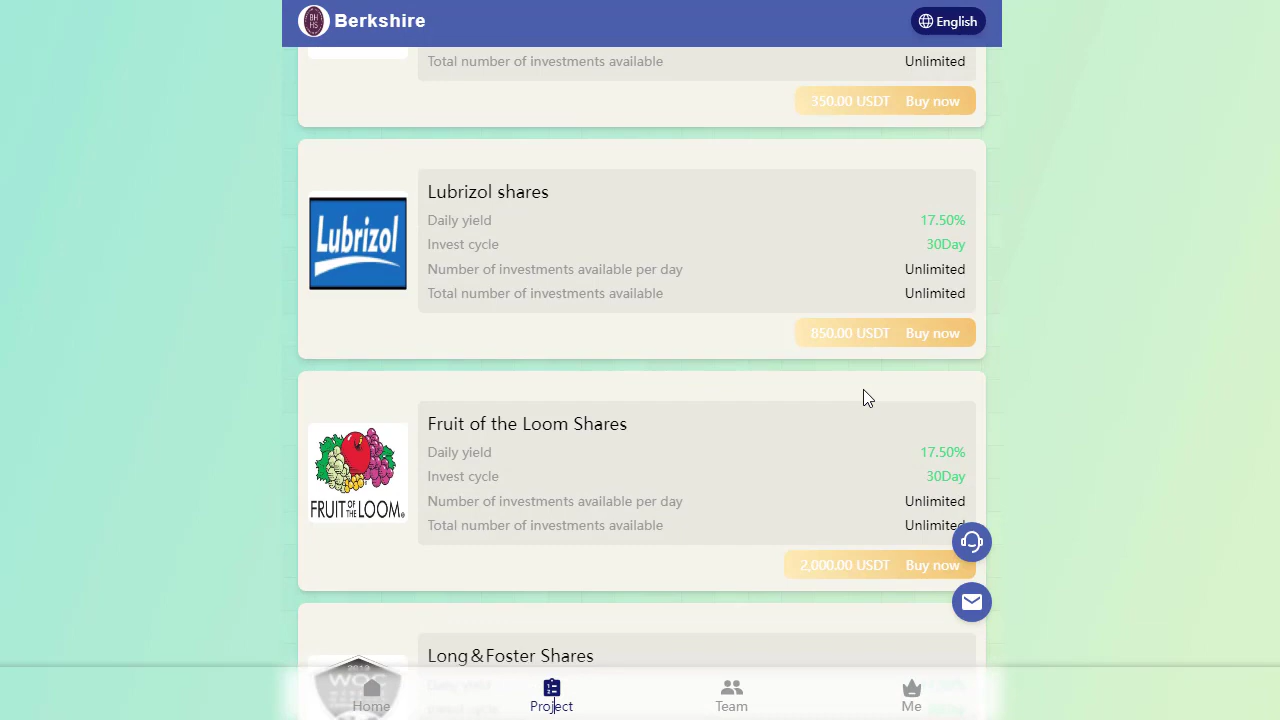 BH
HS
Berkshire
English
Total number of investments available Unlimited
350.00 USDT Buy now
Lubrizol
Lubrizol shares
Daily yield 17.50%
Invest cycle 30Day
Number of investments available per day Unlimited
Total number of investments available Unlimited
850.00 USDT Buy now
FRUIT OF THE LOOM
Fruit of the Loom Shares
Daily yield 17.50%
Invest cycle 30Day
Number of investments available per day Unlimited
Total number of investments available Unlimited
2,000.00 USDT Buy now
Long&Foster Shares
Daily yield
Home
Project
Team
Me